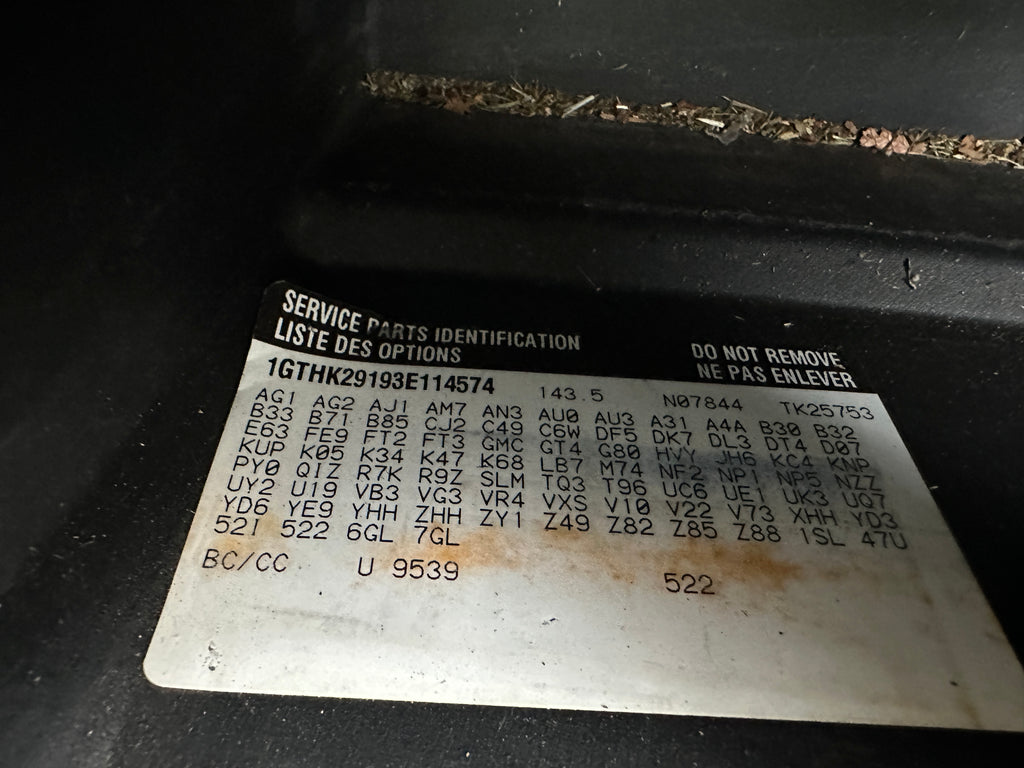 SERVICE PARTS IDENTIFICATION
LISTE DES OPTIONS
DO NOT REMOVE
NE PAS ENLEVER
1GTHK29193E114574 143.5 N07844 TK25753
AG1 AG2 AJ1 AM7 AN3 AU0 AU3 A31 A4A B30 B32
B33 B71 B85 CJ2 C49 C6W DF5 DK7 DL3 DT4 D07
E63 FE9 FT2 FT3 GMC GT4 G80 HVY JH6 KC4 KNP
KUP K05 K34 K47 K68 LB7 M74 NF2 NP1 NP5 NZZ
PY0 QIZ R7K R9Z SLM TQ3 T96 UC6 UE1 UK3 UQ7
UY2 U19 VB3 VG3 VR4 VXS V10 V22 V73 XHH YD3
YD6 YE9 YHH ZHH ZY1 Z49 Z82 Z85 Z88 1SL 47U
52I 522 6GL 7GL
BC/CC U 9539 522